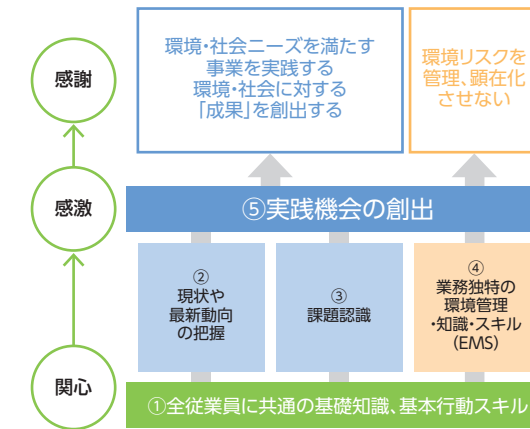 感謝
環境・社会ニーズを満たす
事業を実践する
環境・社会に対する
「成果」を創出する
環境リスクを
管理、顕在化
させない
感激
⑤実践機会の創出
②
現状や
最新動向
の把握
③
課題認識
④
業務独特の
環境管理
・知識・スキル
(EMS)
関心
①全従業員に共通の基礎知識、基本行動スキル